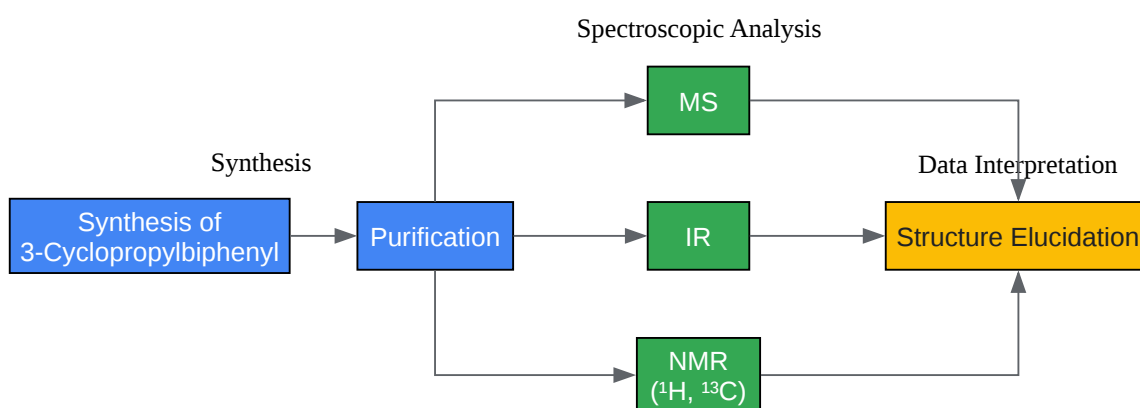 Spectroscopic Analysis
MS
Synthesis
Data Interpretation
Synthesis of
3-Cyclopropylbiphenyl
Purification
IR
Structure Elucidation
NMR
(¹H, ¹³C)